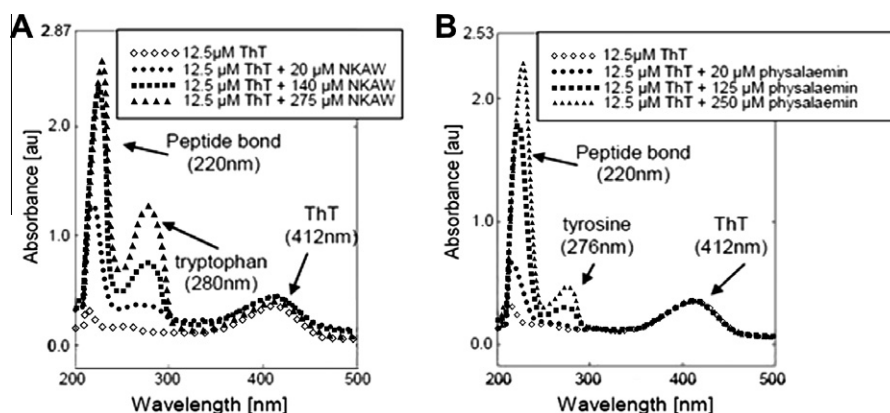 A
2.87
2.0
1.0
0.0
Absorbance [au]
12.5µM ThT
12.5 µM ThT + 20 µM NKAW
12.5 µM ThT + 140 µM NKAW
12.5 µM ThT + 275 µM NKAW
Peptide bond
(220nm)
tryptophan
(280nm)
ThT
(412nm)
200
300
400
500
Wavelength [nm]
B
2.53
2.0
1.0
0.0
Absorbance [au]
12.5µM ThT
12.5 µM ThT + 20 µM physalaemin
12.5 µM ThT + 125 µM physalaemin
12.5 µM ThT + 250 µM physalaemin
Peptide bond
(220nm)
tyrosine
(276nm)
ThT
(412nm)
200
300
400
500
Wavelength [nm]